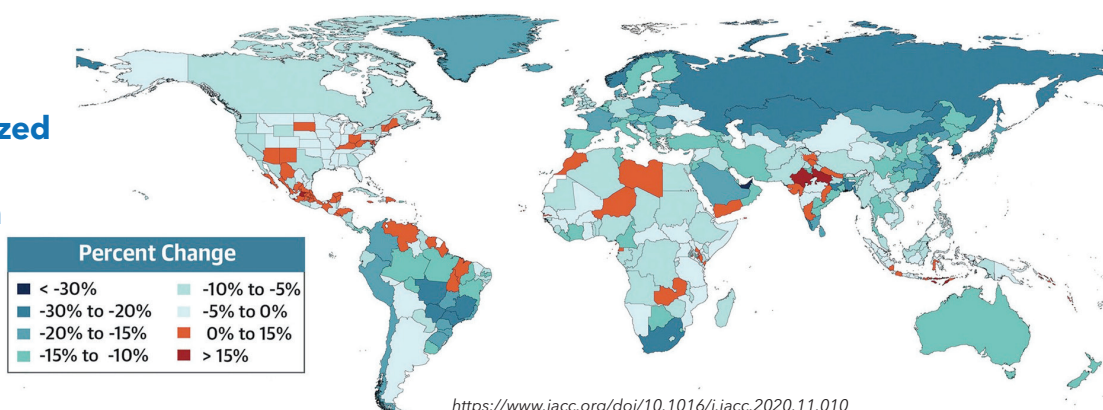 zed
Percent Change
< -30%
-30% to -20%
-20% to -15%
-15% to -10%
-10% to -5%
-5% to 0%
0% to 15%
> 15%
https://www.jacc.org/doi/10.1016/j.jacc.2020.11.010